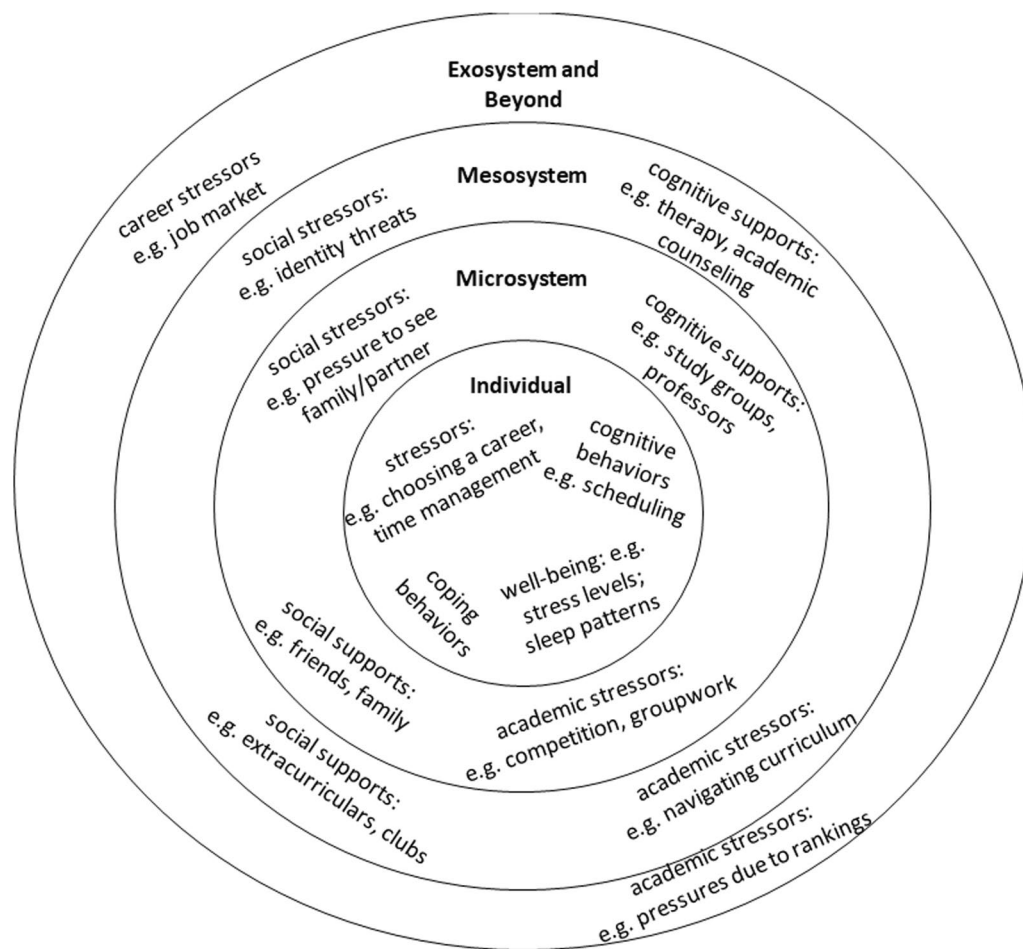 Exosystem and
Beyond
career stressors
e.g. job market
Mesosystem
social stressors:
e.g. identity threats
cognitive supports:
e.g. therapy, academic
counseling
Microsystem
social stressors:
e.g. pressure to see
family/partner
cognitive supports:
e.g. study groups,
professors
Individual
stressors:
e.g. choosing a career,
time management
cognitive
behaviors
e.g. scheduling
coping
behaviors
well-being: e.g.
stress levels;
sleep patterns
social supports:
e.g. friends, family
academic stressors:
e.g. competition, groupwork
social supports:
e.g. extracurriculars, clubs
academic stressors:
e.g. navigating curriculum
academic stressors:
e.g. pressures due to rankings